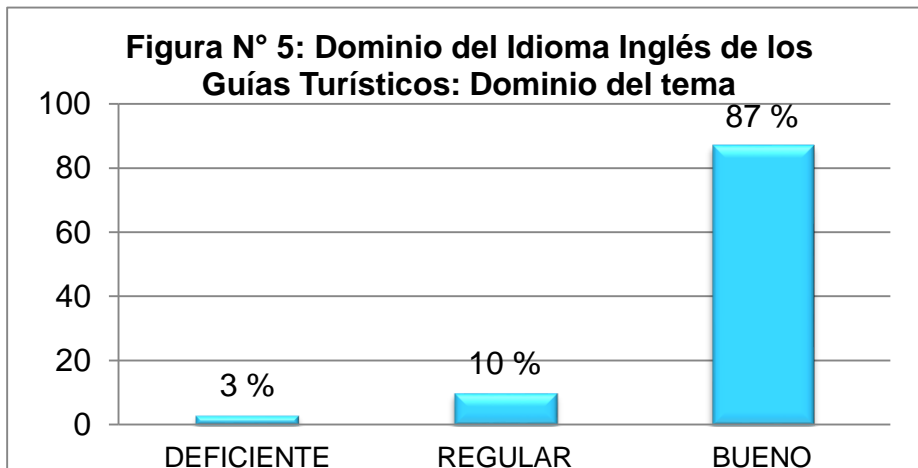 Figura N° 5: Dominio del Idioma Inglés de los
Guías Turísticos: Dominio del tema
100
80
60
40
20
0
3 %
10 %
87 %
DEFICIENTE
REGULAR
BUENO